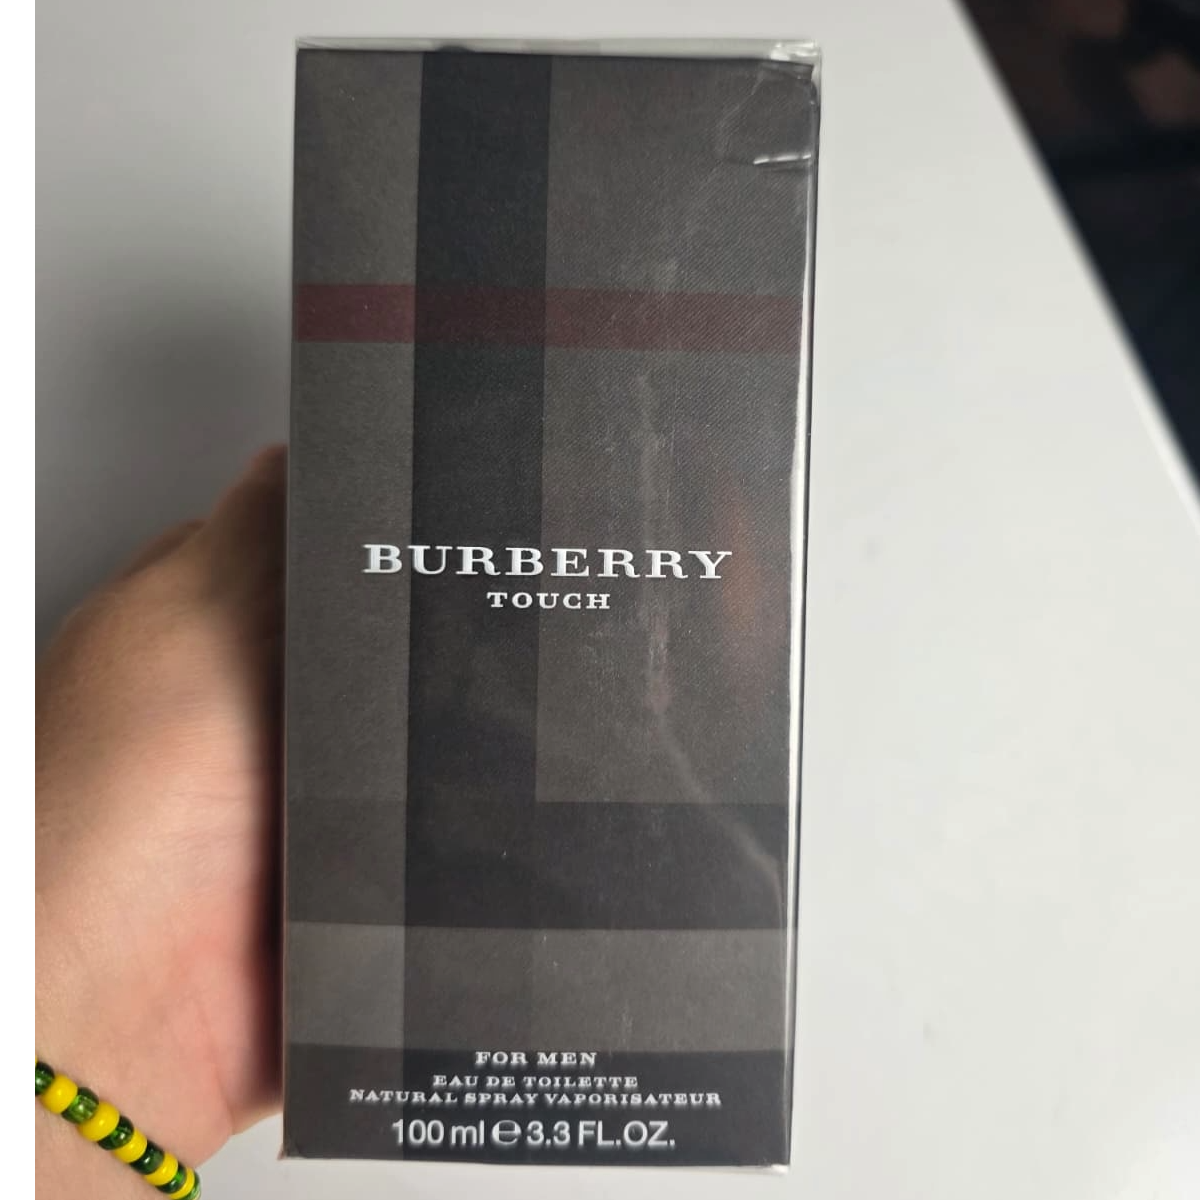 BURBERRY
TOUCH
FOR MEN
EAU DE TOILETTE
NATURAL SPRAY VAPORISATEUR
100 ml ℮ 3.3 FL.OZ.